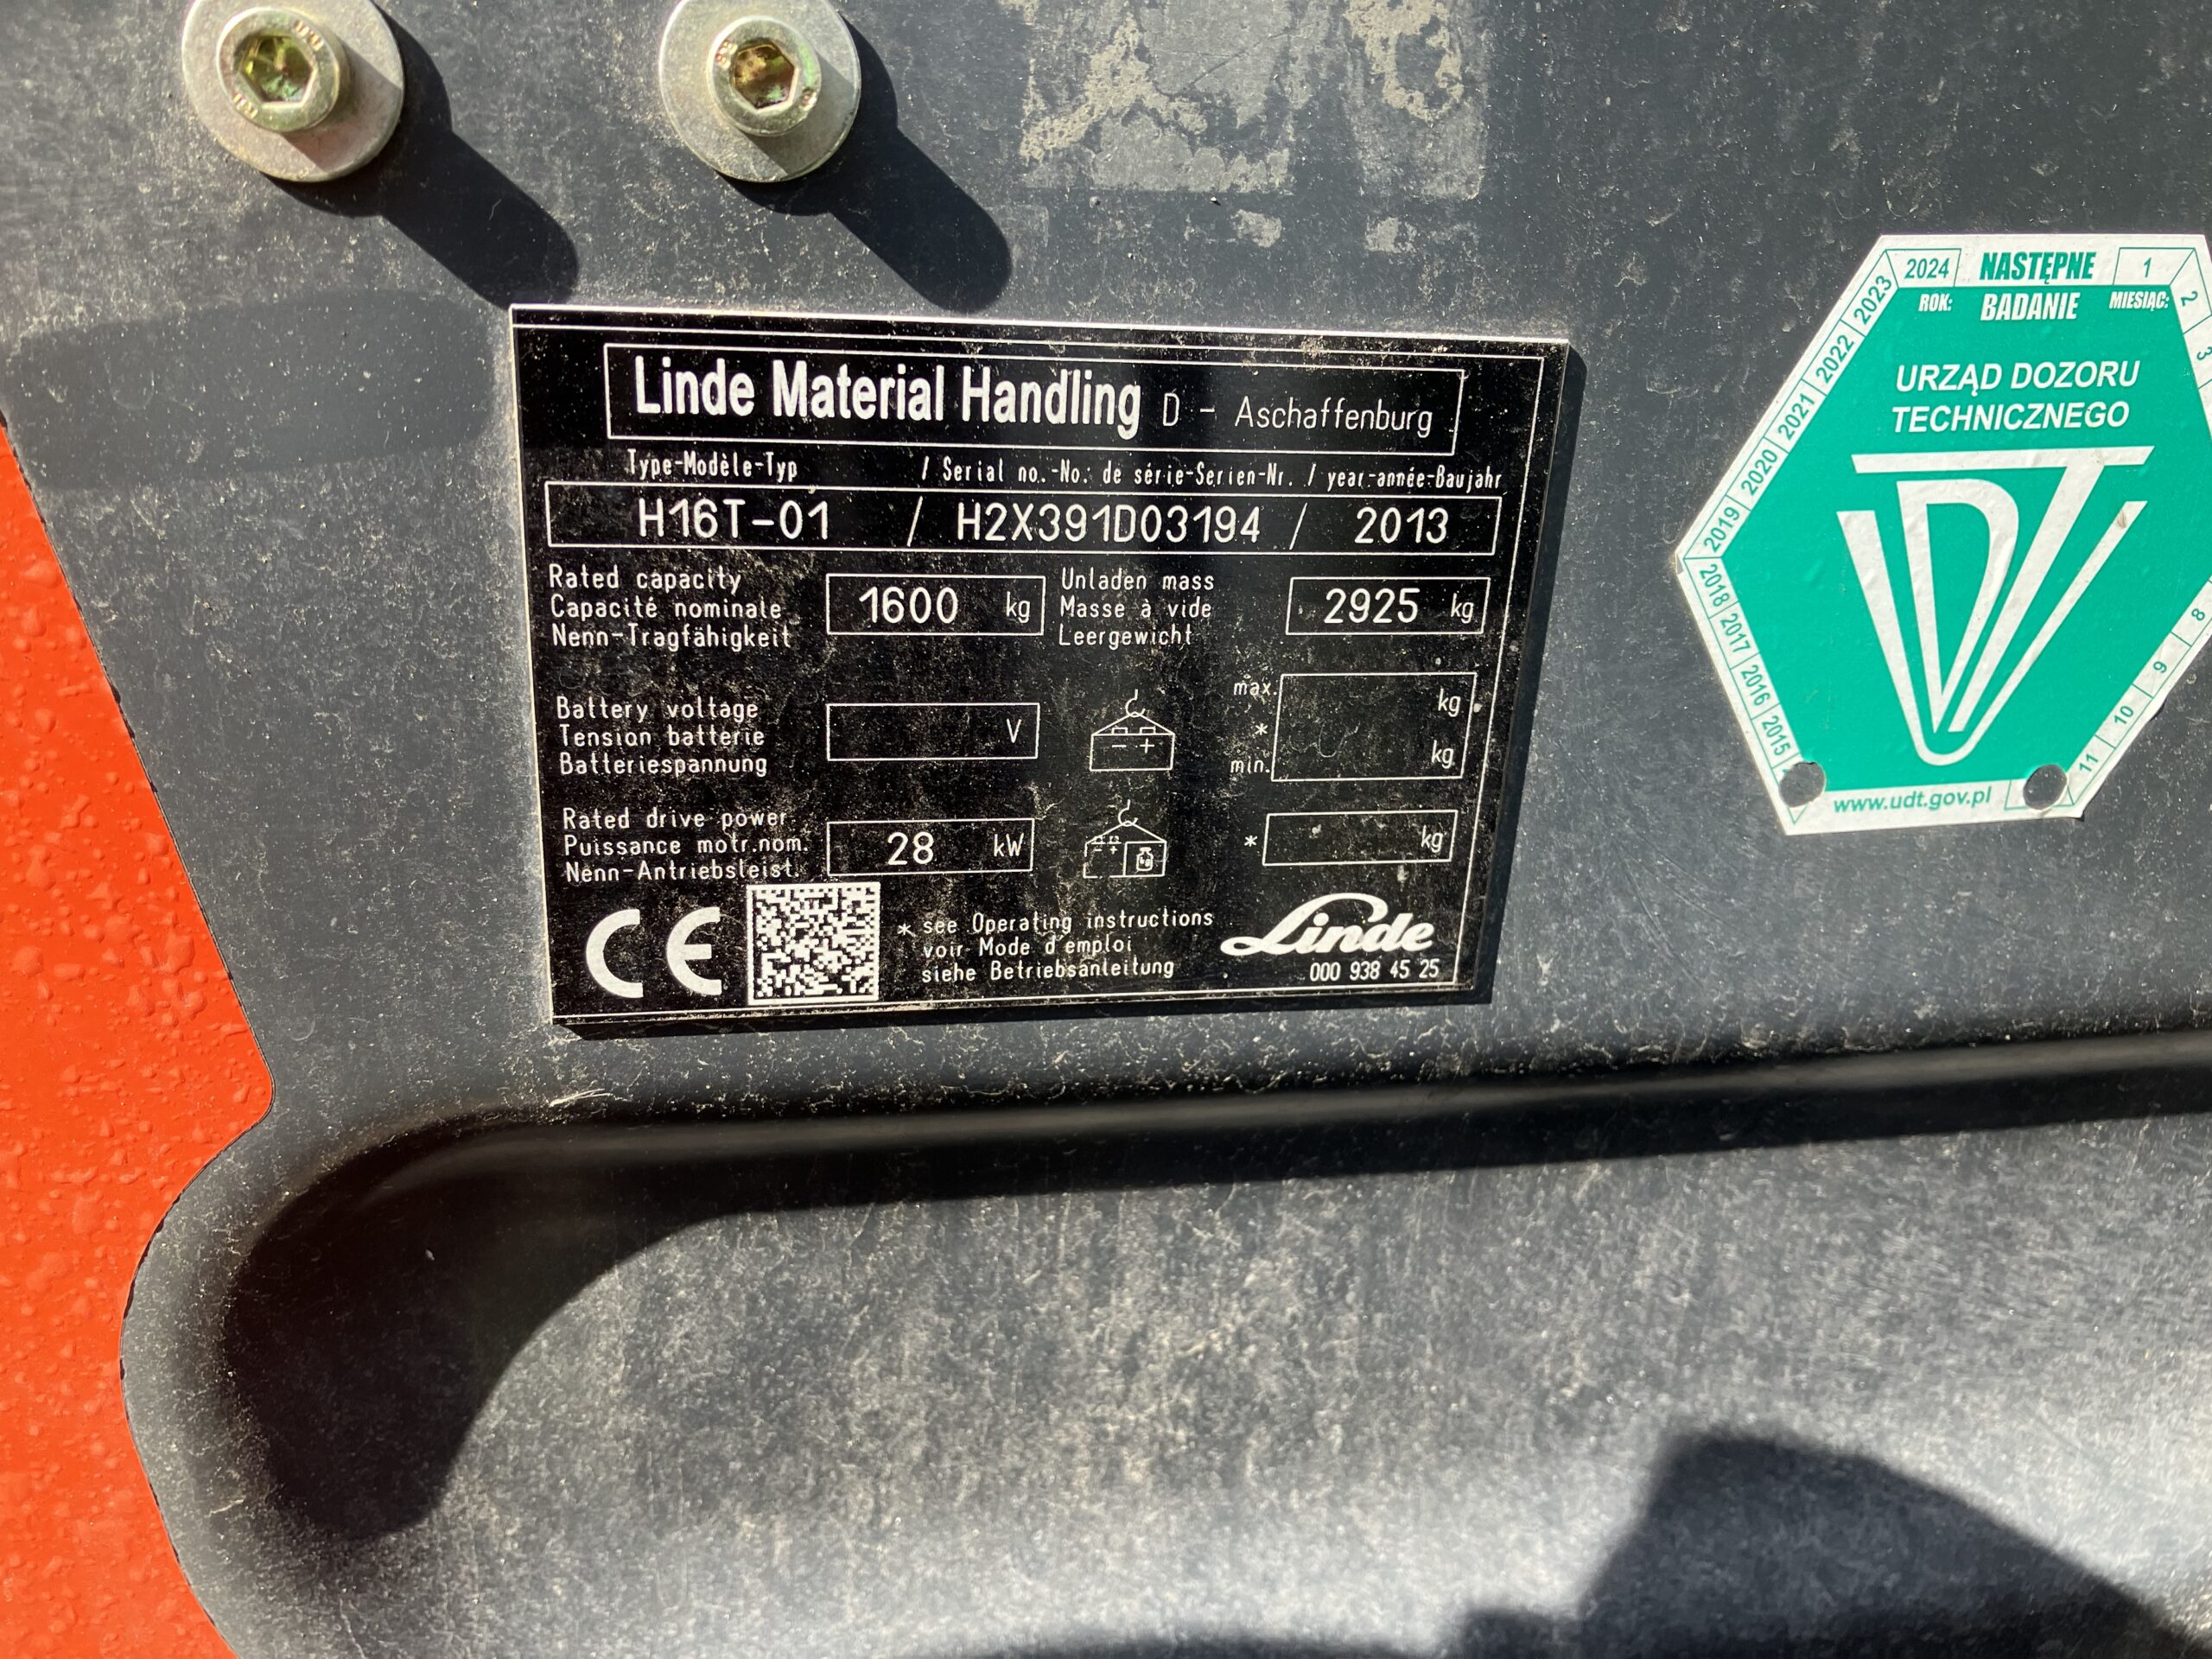 Linde Material Handling D - Aschaffenburg
Type-Modèle-Typ / Serial no.-No. de série-Serien-Nr. / year-année-Baujahr
H16T-01 / H2X391D03194 / 2013
Rated capacity
Capacité nominale
Nenn-Tragfähigkeit
1600 kg
Unladen mass
Masse à vide
Leergewicht
2925 kg
Battery voltage
Tension batterie
Batteriespannung
V
- +
max. kg
*
min. kg
Rated drive power
Puissance motr.nom.
Nenn-Antriebsleist.
28 kW
- +
kg
* kg
CE
* see Operating instructions
voir Mode d'emploi
siehe Betriebsanleitung
Linde
000 938 45 25
NASTĘPNE
BADANIE
ROK:
MIESIĄC:
2024
2023
2022
2021
2020
2019
2018
2017
2016
2015
1
2
3
8
9
10
11
URZĄD DOZORU
TECHNICZNEGO
UDT
www.udt.gov.pl